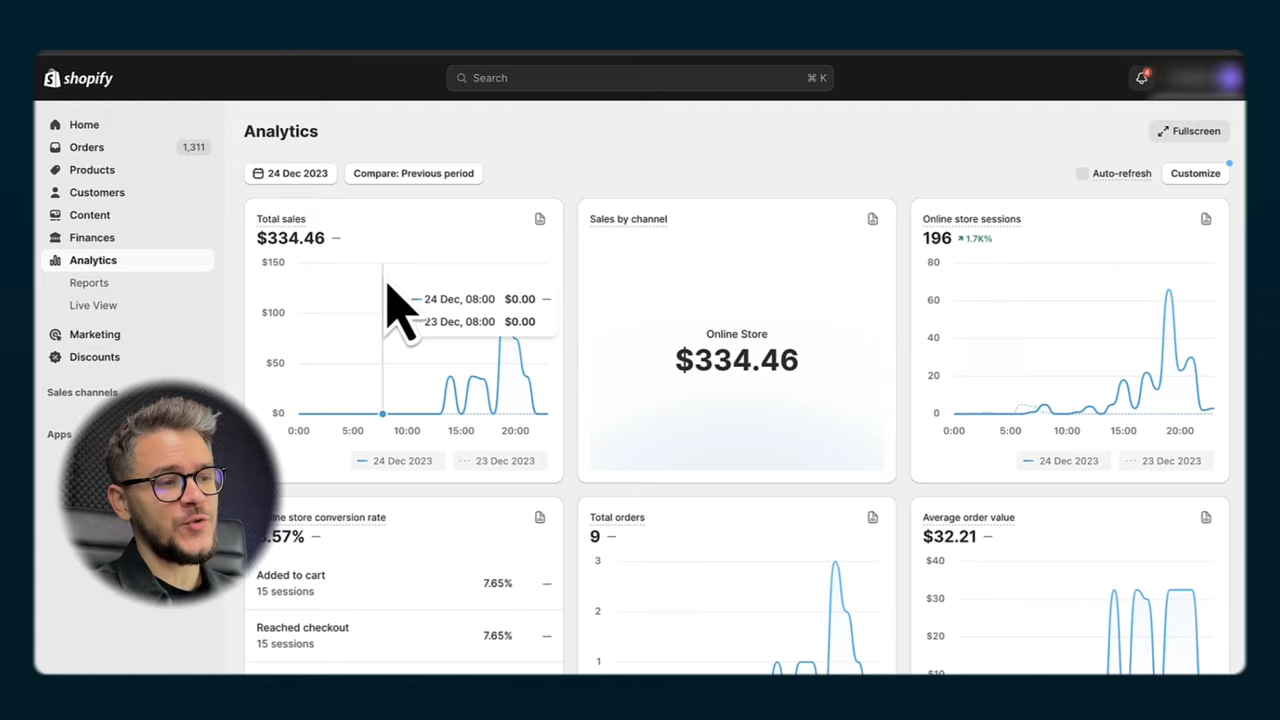 shopify
Search
⌘ K
4
Home
Orders 1,311
Products
Customers
Content
Finances
Analytics
Reports
Live View
Marketing
Discounts
Sales channels
Apps
Analytics
Fullscreen
24 Dec 2023
Compare: Previous period
Auto-refresh
Customize
Total sales
$334.46 –
$150
$100
$50
$0
24 Dec, 08:00 $0.00 –
23 Dec, 08:00 $0.00
0:00 5:00 10:00 15:00 20:00
24 Dec 2023 23 Dec 2023
Sales by channel
Online Store
$334.46
Online store sessions
196 1.7K%
80
60
40
20
0
0:00 5:00 10:00 15:00 20:00
24 Dec 2023 23 Dec 2023
store conversion rate
.57% –
Added to cart
15 sessions
7.65% –
Reached checkout
15 sessions
7.65% –
Total orders
9 –
3
2
1
Average order value
$32.21 –
$40
$30
$20
$10